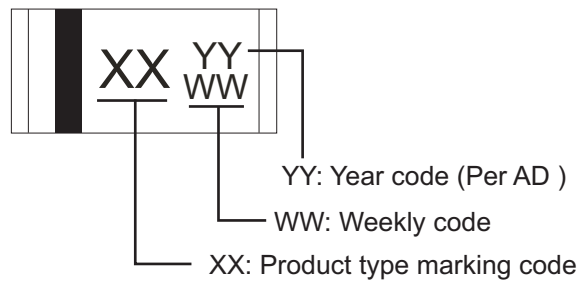 XX YY
WW
YY: Year code (Per AD )
WW: Weekly code
XX: Product type marking code